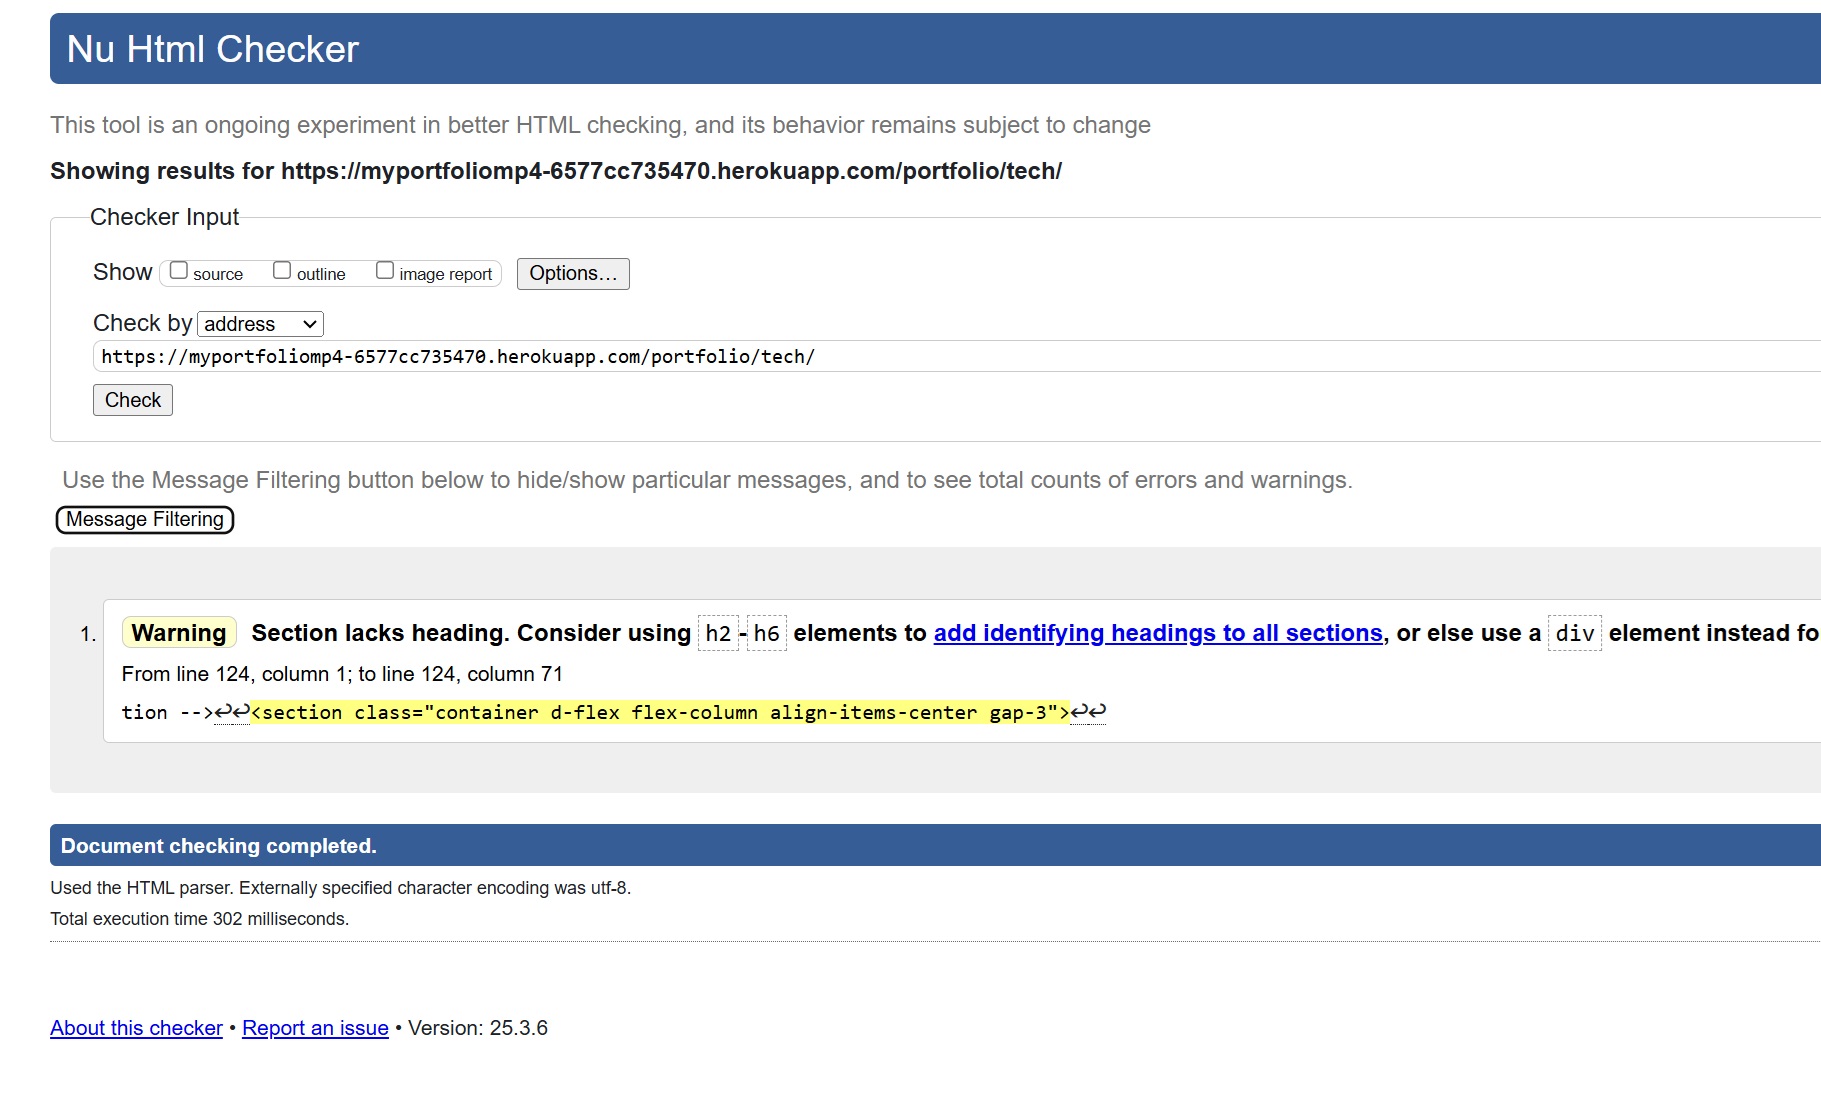 Nu Html Checker
This tool is an ongoing experiment in better HTML checking, and its behavior remains subject to change
Showing results for https://myportfoliomp4-6577cc735470.herokuapp.com/portfolio/tech/
Checker Input
Show source outline image report Options…
Check by address
https://myportfoliomp4-6577cc735470.herokuapp.com/portfolio/tech/
Check
Use the Message Filtering button below to hide/show particular messages, and to see total counts of errors and warnings.
Message Filtering
1. Warning Section lacks heading. Consider using h2-h6 elements to add identifying headings to all sections, or else use a div element instead fo
From line 124, column 1; to line 124, column 71
tion -->↩↩<section class="container d-flex flex-column align-items-center gap-3">↩↩
Document checking completed.
Used the HTML parser. Externally specified character encoding was utf-8.
Total execution time 302 milliseconds.
About this checker • Report an issue • Version: 25.3.6